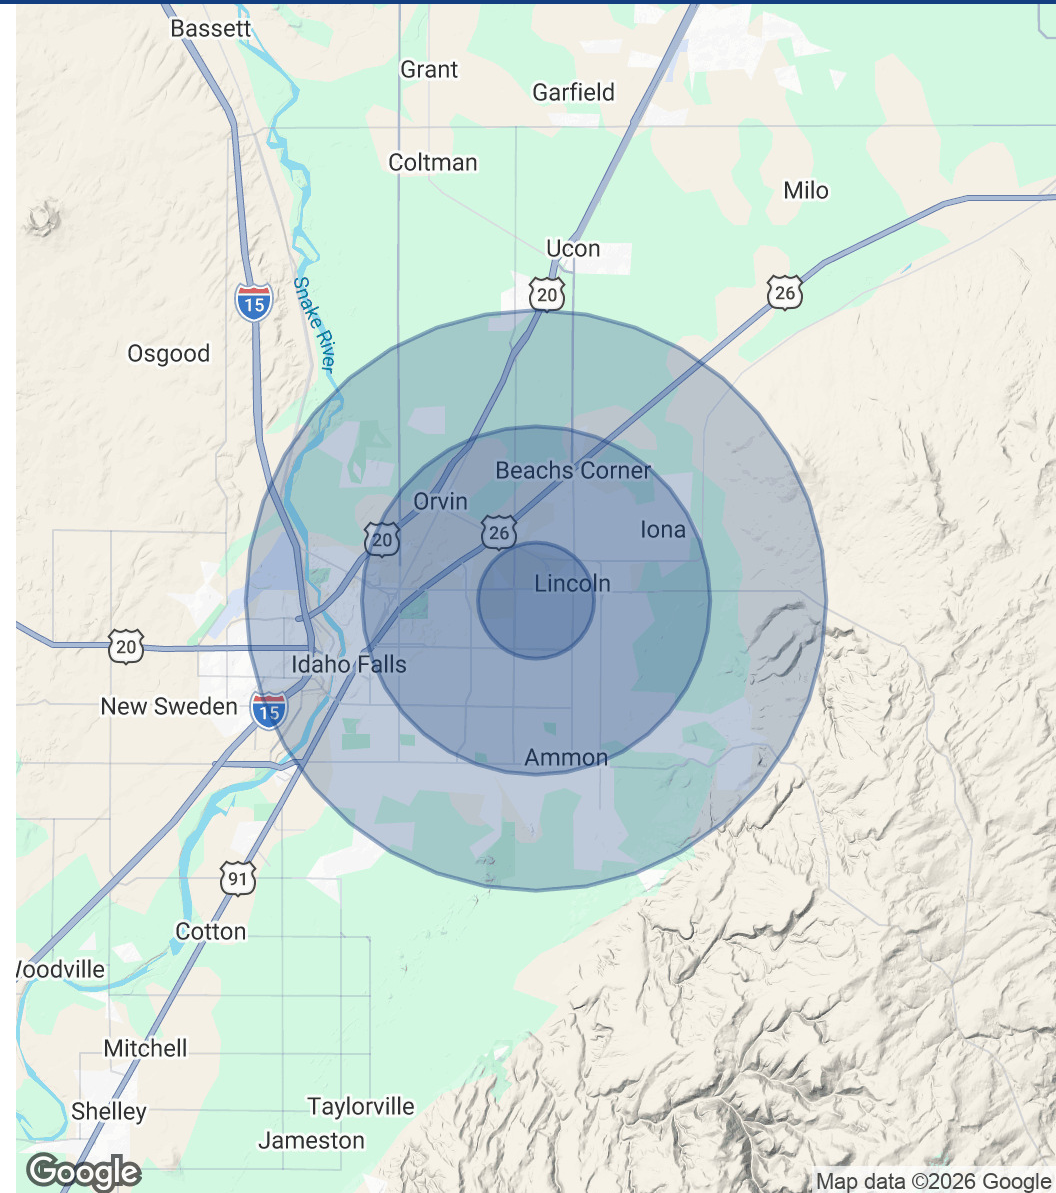 Bassett
Grant
Garfield
Coltman
Milo
Ucon
20
26
15
Snake River
Osgood
Beachs Corner
Orvin
Iona
20
26
Lincoln
20
Idaho Falls
New Sweden
15
Ammon
91
Cotton
Woodville
Mitchell
Shelley
Taylorville
Jameston
Google
Map data ©2026 Google